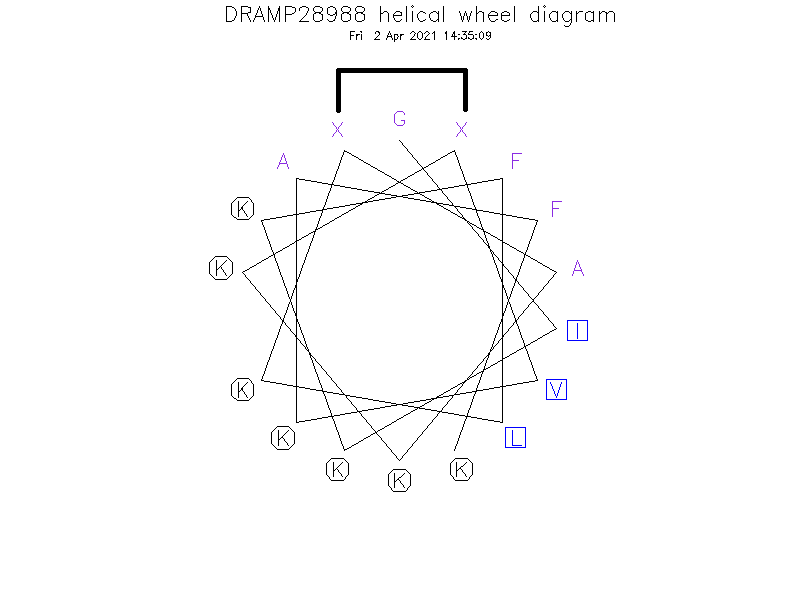 DRAMP28988 helical wheel diagram
Fri 2 Apr 2021 14:35:09
G
X X
A F
K F
K A
I
K V
K L
K K
K